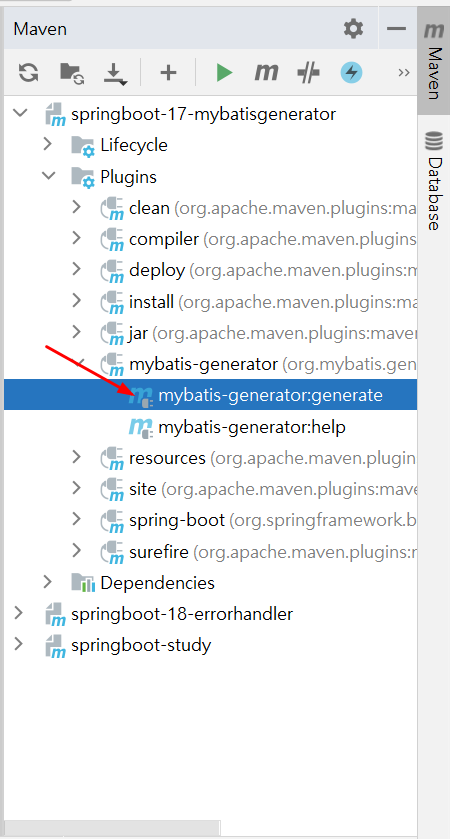 Maven
springboot-17-mybatisgenerator
Lifecycle
Plugins
clean (org.apache.maven.plugins:ma
compiler (org.apache.maven.plugins
deploy (org.apache.maven.plugins:m
install (org.apache.maven.plugins:m
jar (org.apache.maven.plugins:maven
mybatis-generator (org.mybatis.gen
mybatis-generator:generate
mybatis-generator:help
resources (org.apache.maven.plugin
site (org.apache.maven.plugins:mave
spring-boot (org.springframework.b
surefire (org.apache.maven.plugins:r
Dependencies
springboot-18-errorhandler
springboot-study
Maven
Database